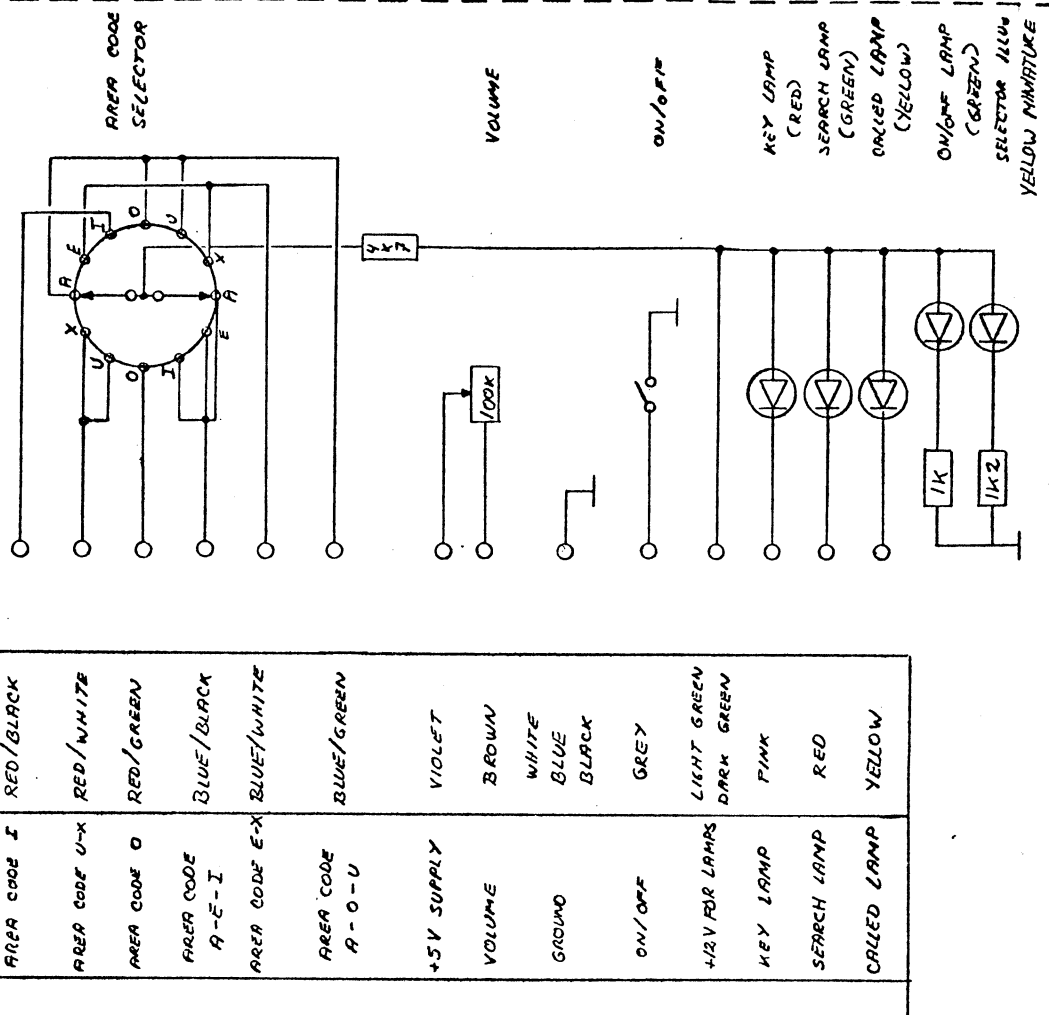 AREA CODE
SELECTOR
VOLUME
ON/OFF
KEY LAMP
(RED)
SEARCH LAMP
(GREEN)
CALLED LAMP
(YELLOW)
ON/OFF LAMP
(GREEN)
SELECTOR ILLU
YELLOW MINIATURE
A
E
I
O
U
X
A
E
I
O
U
X
4K7
100K
1K
1K2
RED/BLACK
RED/WHITE
RED/GREEN
BLUE/BLACK
BLUE/WHITE
BLUE/GREEN
VIOLET
BROWN
WHITE
BLUE
BLACK
GREY
LIGHT GREEN
DARK GREEN
PINK
RED
YELLOW
AREA CODE I
AREA CODE U-X
AREA CODE O
AREA CODE
A-E-I
AREA CODE E-X
AREA CODE
A-O-U
+5V SUPPLY
VOLUME
GROUND
ON/OFF
+12V FOR LAMPS
KEY LAMP
SEARCH LAMP
CALLED LAMP